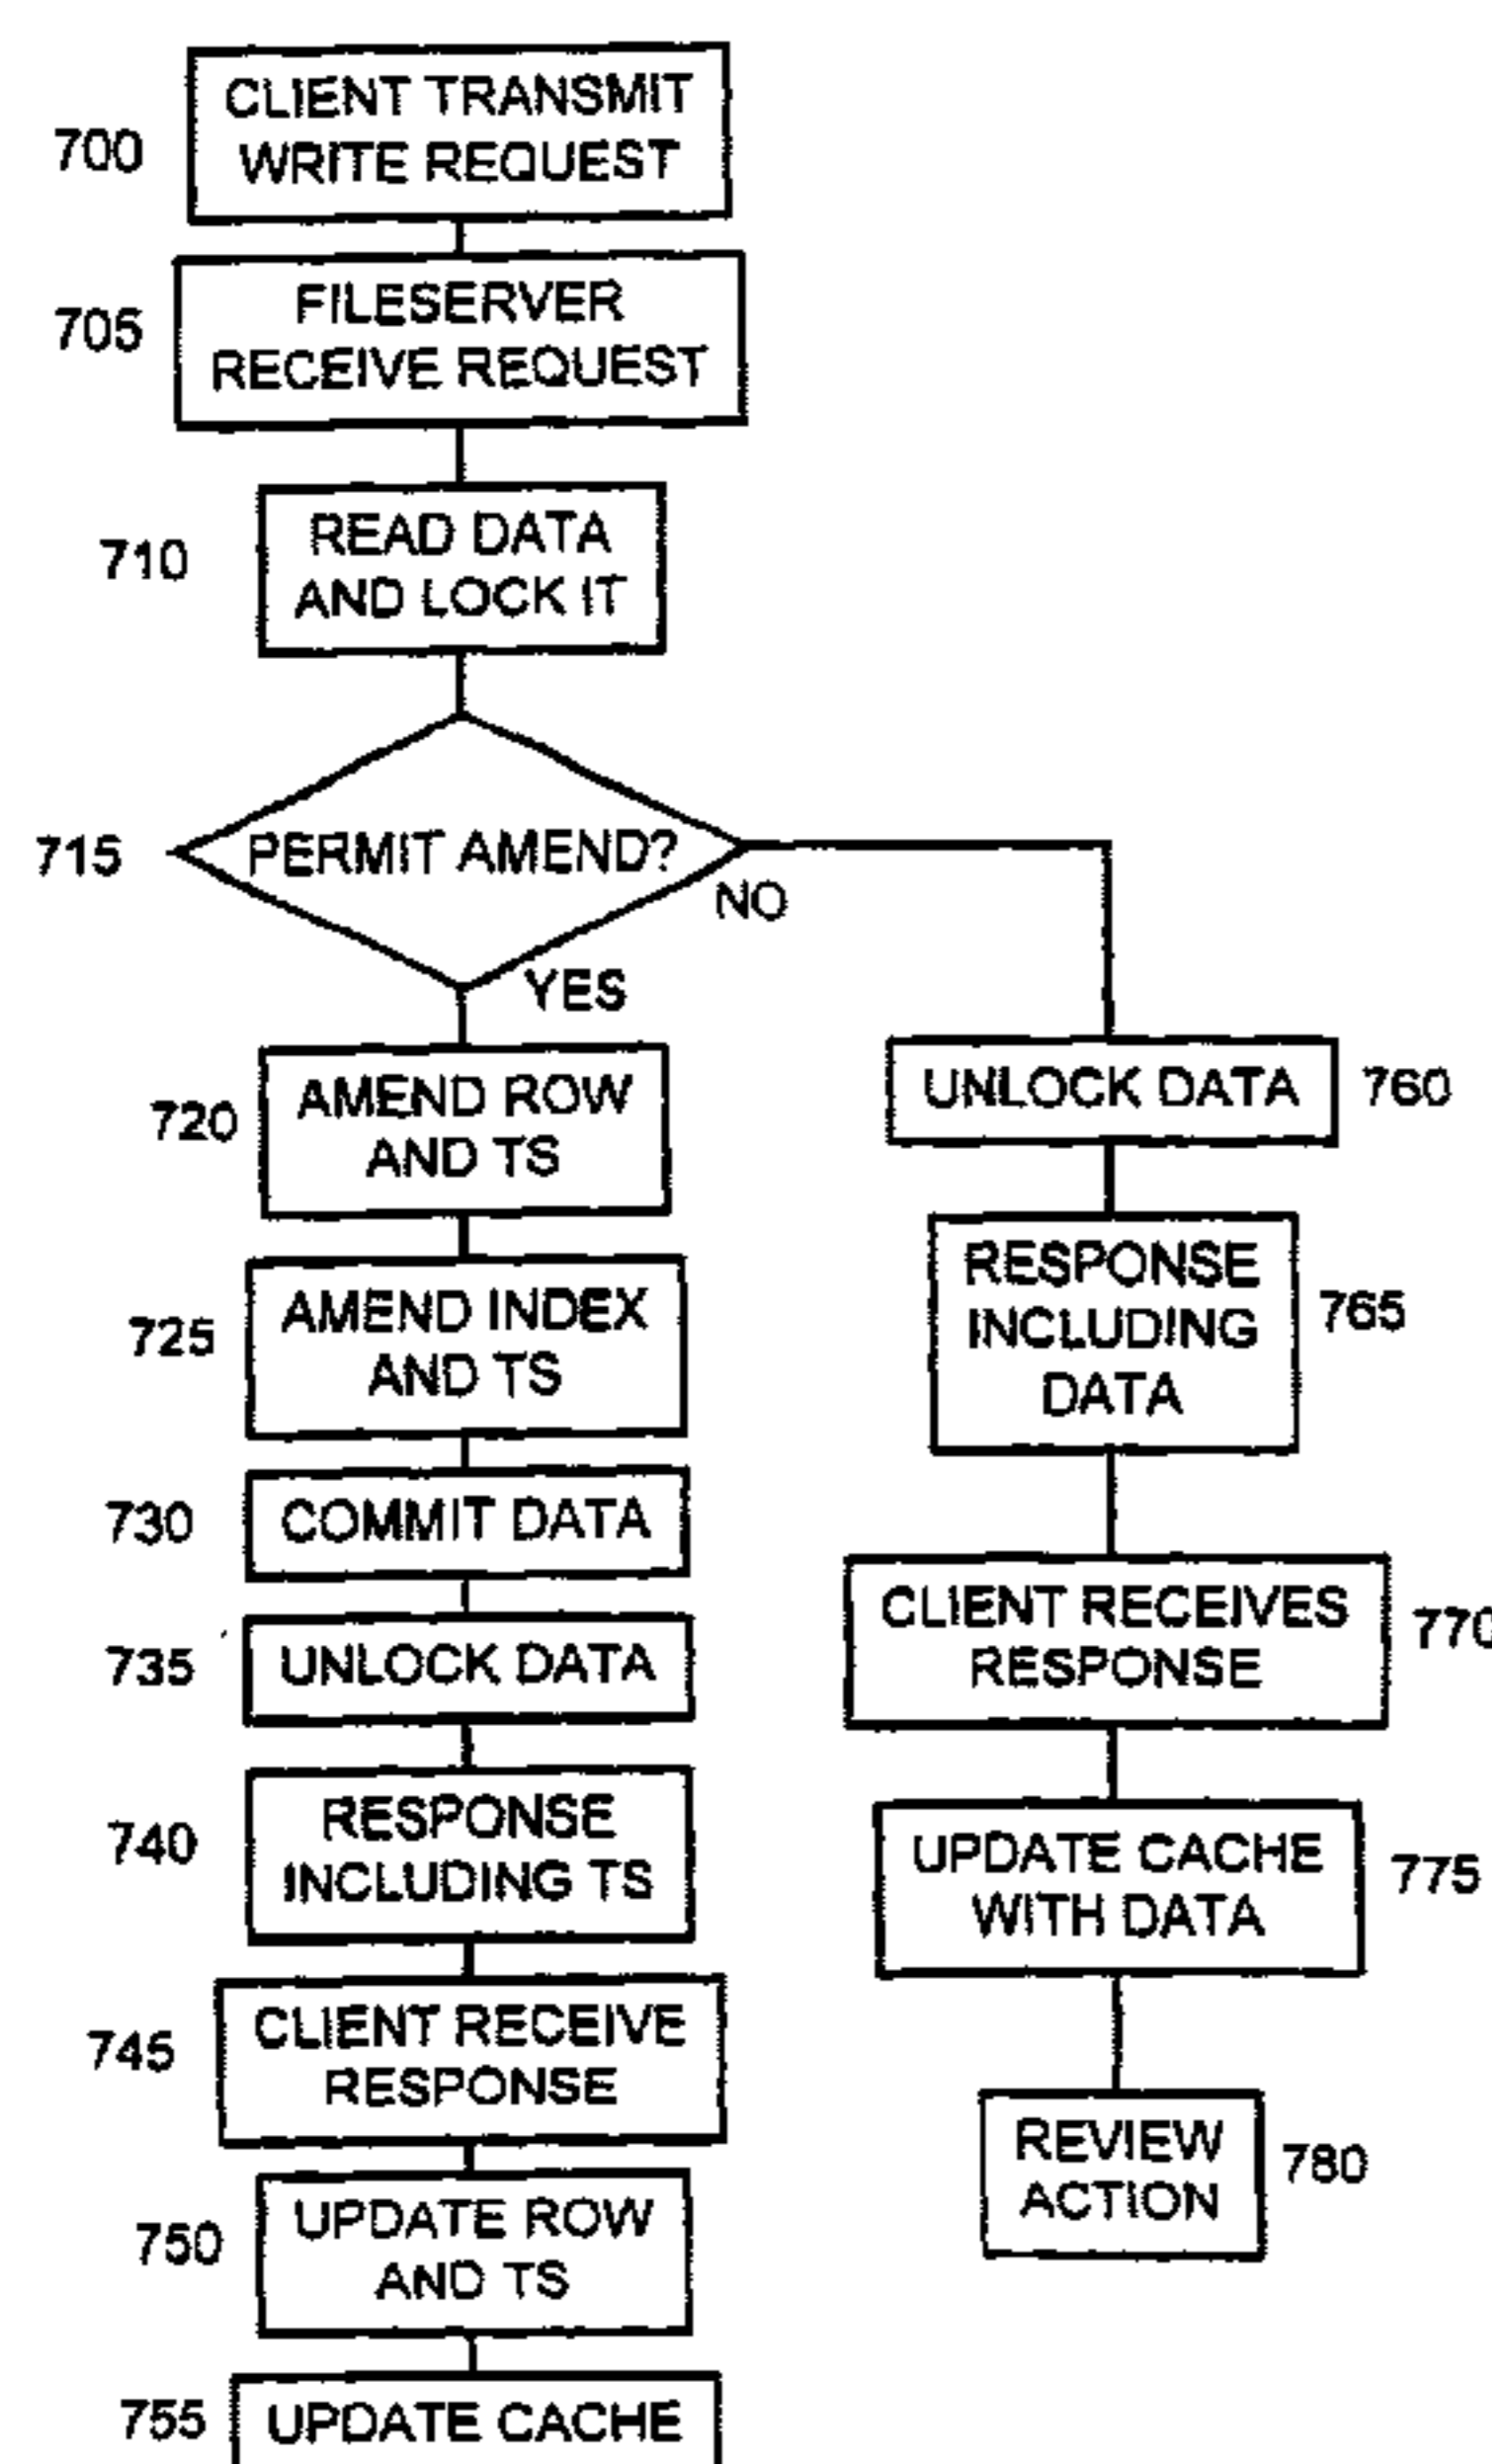 700
CLIENT TRANSMIT
WRITE REQUEST
705
FILESERVER
RECEIVE REQUEST
710
READ DATA
AND LOCK IT
715
PERMIT AMEND?
NO
YES
720
AMEND ROW
AND TS
725
AMEND INDEX
AND TS
730
COMMIT DATA
735
UNLOCK DATA
740
RESPONSE
INCLUDING TS
745
CLIENT RECEIVE
RESPONSE
750
UPDATE ROW
AND TS
755
UPDATE CACHE
UNLOCK DATA
760
RESPONSE
INCLUDING
DATA
765
CLIENT RECEIVES
RESPONSE
770
UPDATE CACHE
WITH DATA
775
REVIEW
ACTION
780